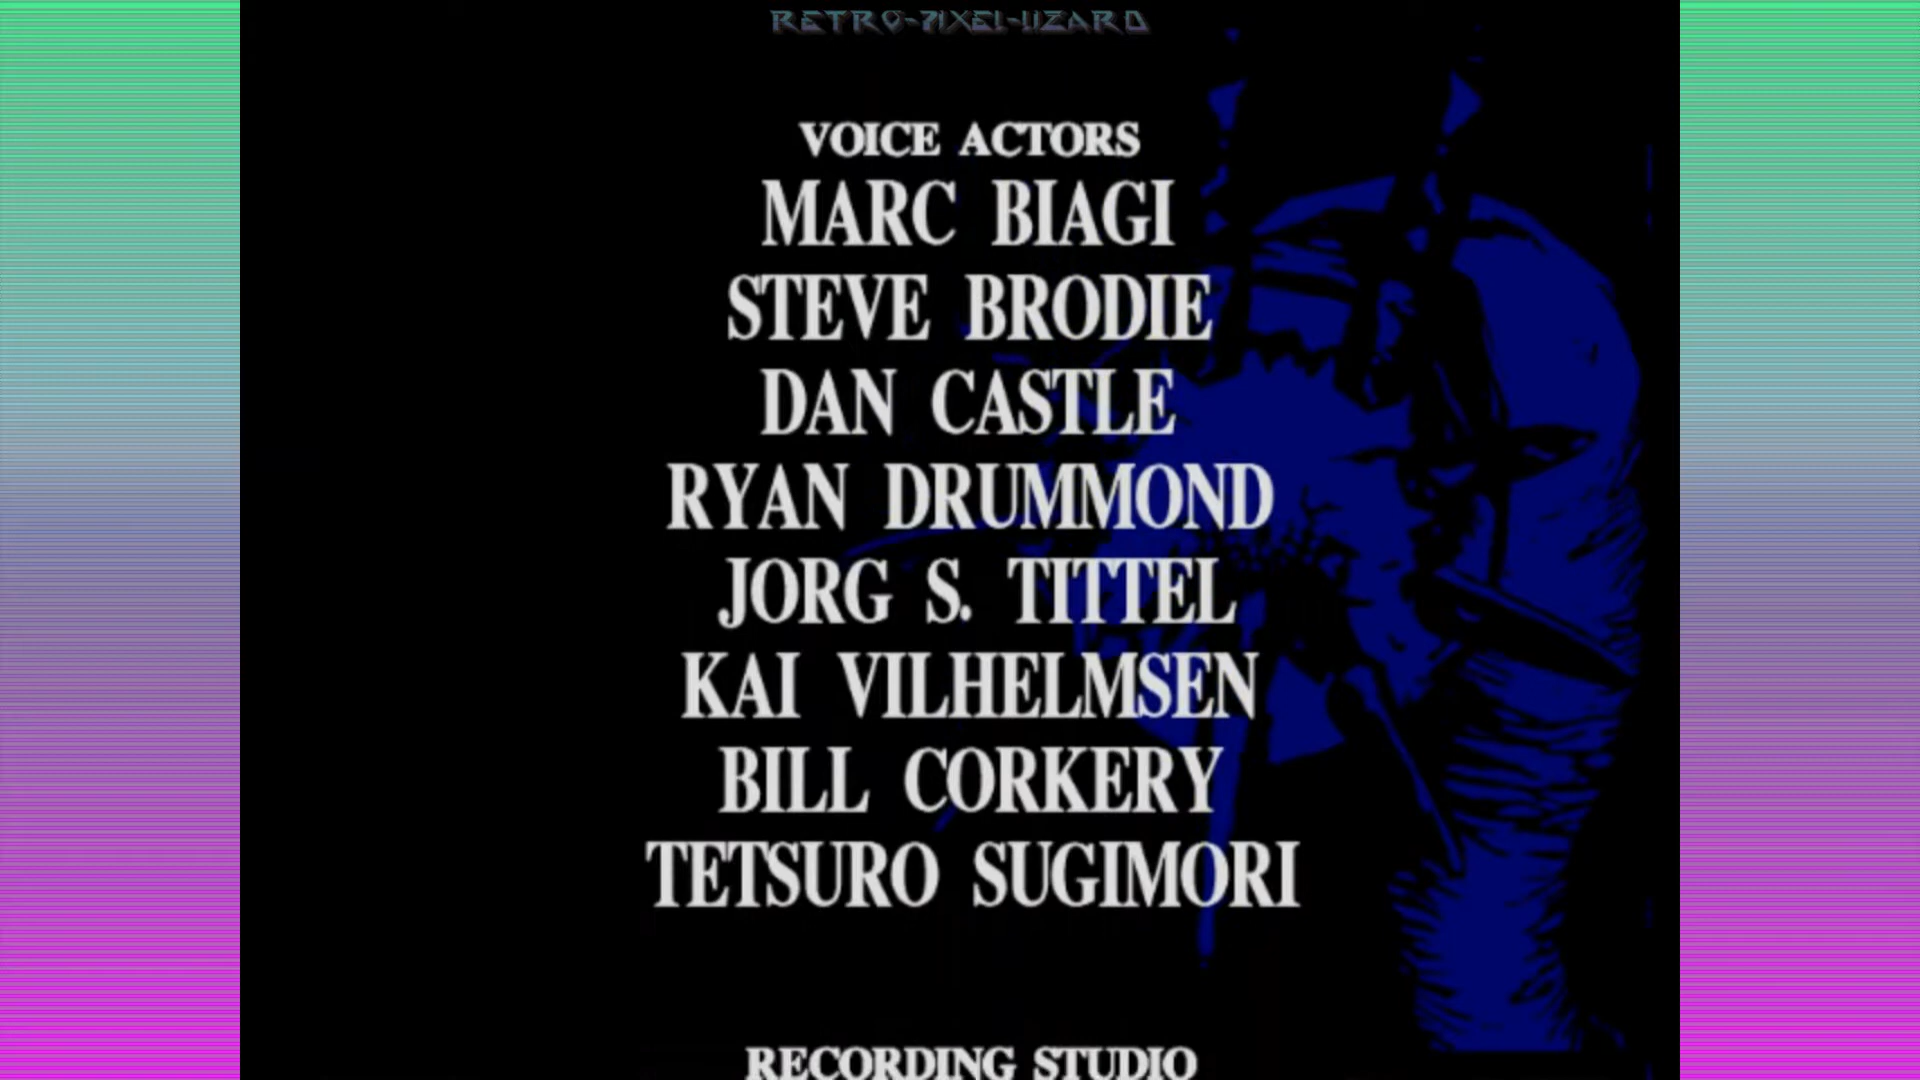 RETRO-PIXEL-LIZARD
VOICE ACTORS
MARC BIAGI
STEVE BRODIE
DAN CASTLE
RYAN DRUMMOND
JORG S. TITTEL
KAI VILHELMSEN
BILL CORKERY
TETSURO SUGIMORI
RECORDING STUDIO